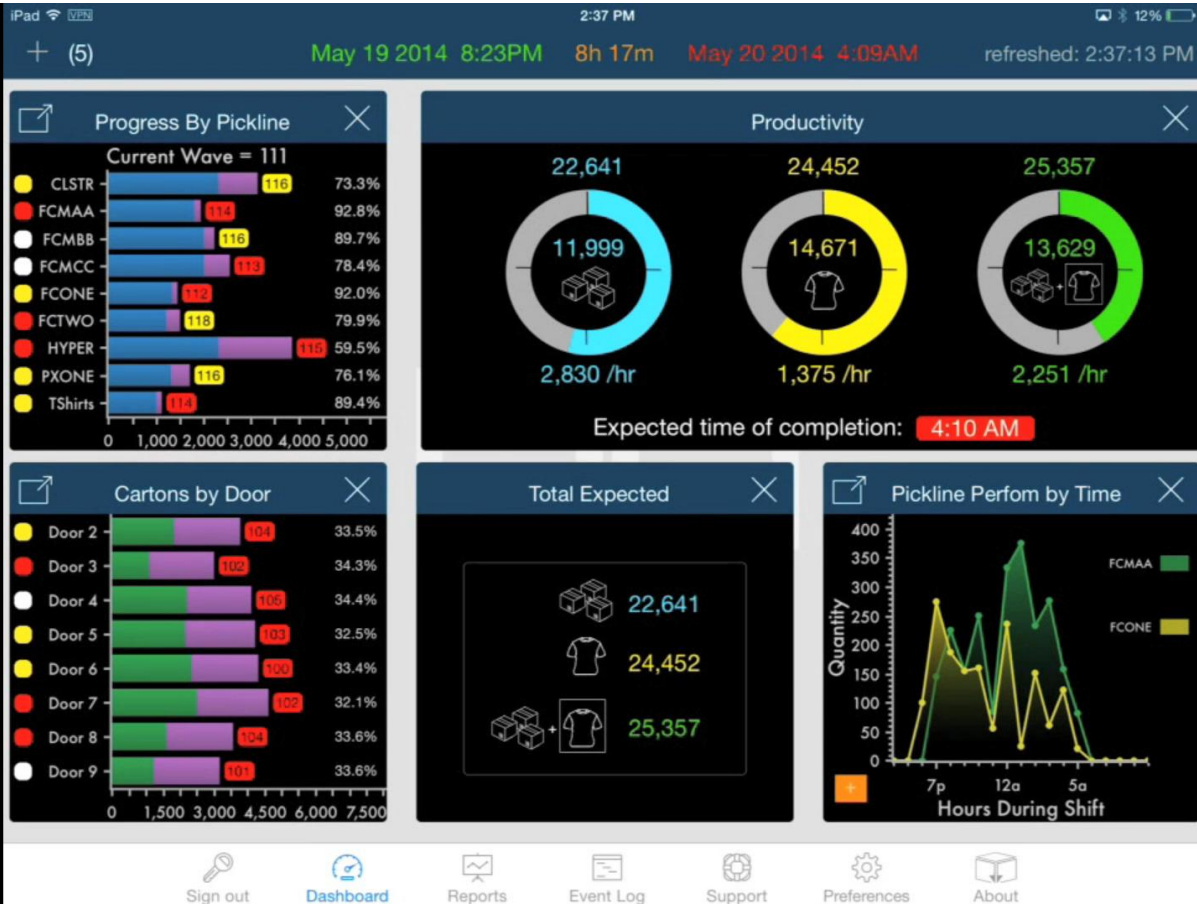 iPad VPN 2:37 PM 12%
+ (5) May 19 2014 8:23PM 8h 17m May 20 2014 4:09AM refreshed: 2:37:13 PM
Progress By Pickline
Current Wave = 111
CLSTR 116 73.3%
FCMAA 114 92.8%
FCMBB 116 89.7%
FCMCC 113 78.4%
FCONE 112 92.0%
FCTWO 118 79.9%
HYPER 115 59.5%
PXONE 116 76.1%
TShirts 114 89.4%
0 1,000 2,000 3,000 4,000 5,000
Productivity
22,641 24,452 25,357
11,999 14,671 13,629
+
2,830 /hr 1,375 /hr 2,251 /hr
Expected time of completion: 4:10 AM
Cartons by Door
Door 2 104 33.5%
Door 3 102 34.3%
Door 4 105 34.4%
Door 5 103 32.5%
Door 6 100 33.4%
Door 7 102 32.1%
Door 8 104 33.6%
Door 9 101 33.6%
0 1,500 3,000 4,500 6,000 7,500
Total Expected
22,641
24,452
+ 25,357
Pickline Perfom by Time
400
350
300
250
200
150
100
50
0
Quantity
FCMAA
FCONE
+
7p 12a 5a
Hours During Shift
Sign out Dashboard Reports Event Log Support Preferences About